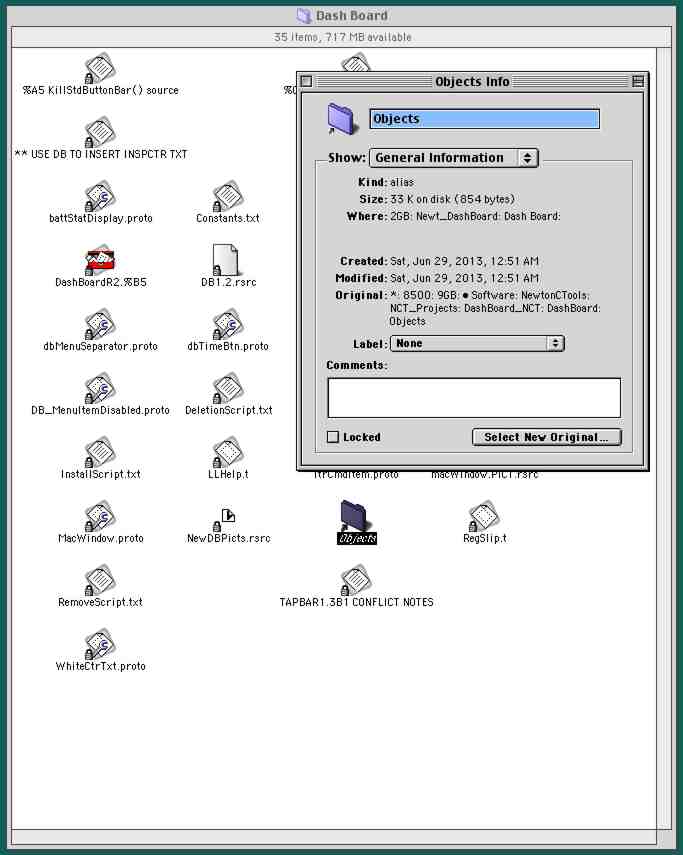 Dash Board
35 items, 717 MB available
%A5 KillStdButtonBar() source
** USE DB TO INSERT INSPCTR TXT
battStatDisplay.proto
Constants.txt
DashBoardR2.%B5
DB1.2.rsrc
dbMenuSeparator.proto
dbTimeBtn.proto
DB_MenuItemDisabled.proto
DeletionScript.txt
InstallScript.txt
LLHelp.t
ltrCmdItem.proto
macWindow.PICT.rsrc
MacWindow.proto
NewDBPicts.rsrc
Objects
RegSlip.t
RemoveScript.txt
TAPBAR1.3B1 CONFLICT NOTES
WhiteCtrTxt.proto
Objects Info
Objects
Show: General Information
Kind: alias
Size: 33 K on disk (854 bytes)
Where: 2GB: Newt_DashBoard: Dash Board:
Created: Sat, Jun 29, 2013, 12:51 AM
Modified: Sat, Jun 29, 2013, 12:51 AM
Original: *: 8500: 9GB: • Software: NewtonCTools:
NCT_Projects: DashBoard_NCT: DashBoard:
Objects
Label: None
Comments:
Locked
Select New Original...